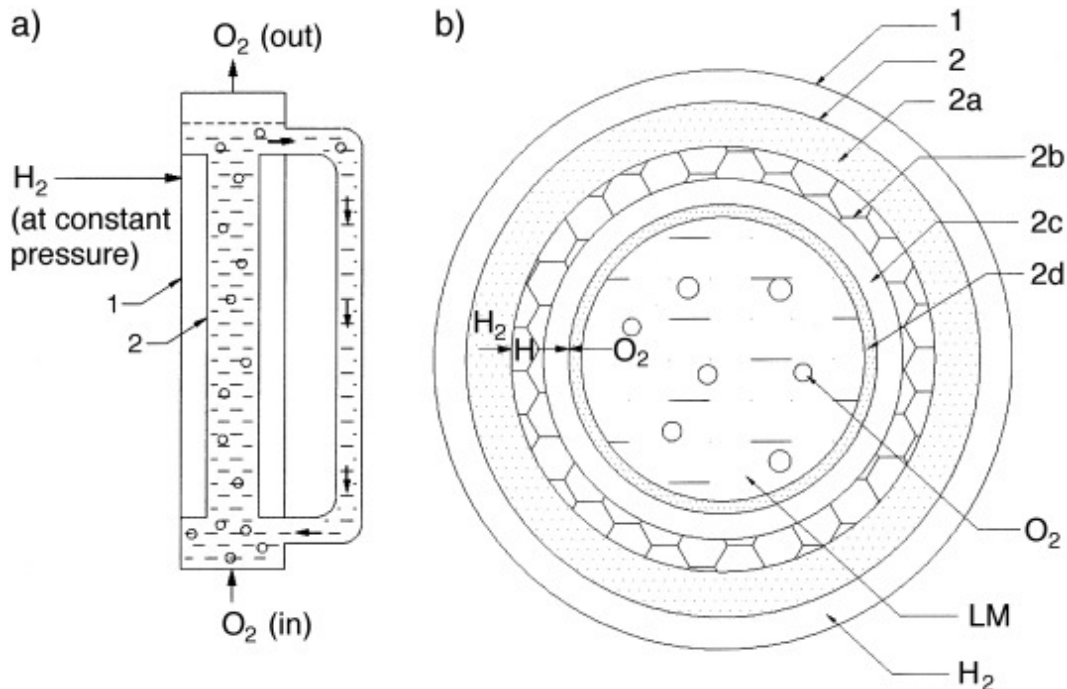 a)
O₂ (out)
H₂
(at constant
pressure)
1
2
O₂ (in)
b)
1
2
2a
2b
2c
2d
H₂
H
O₂
O₂
LM
H₂